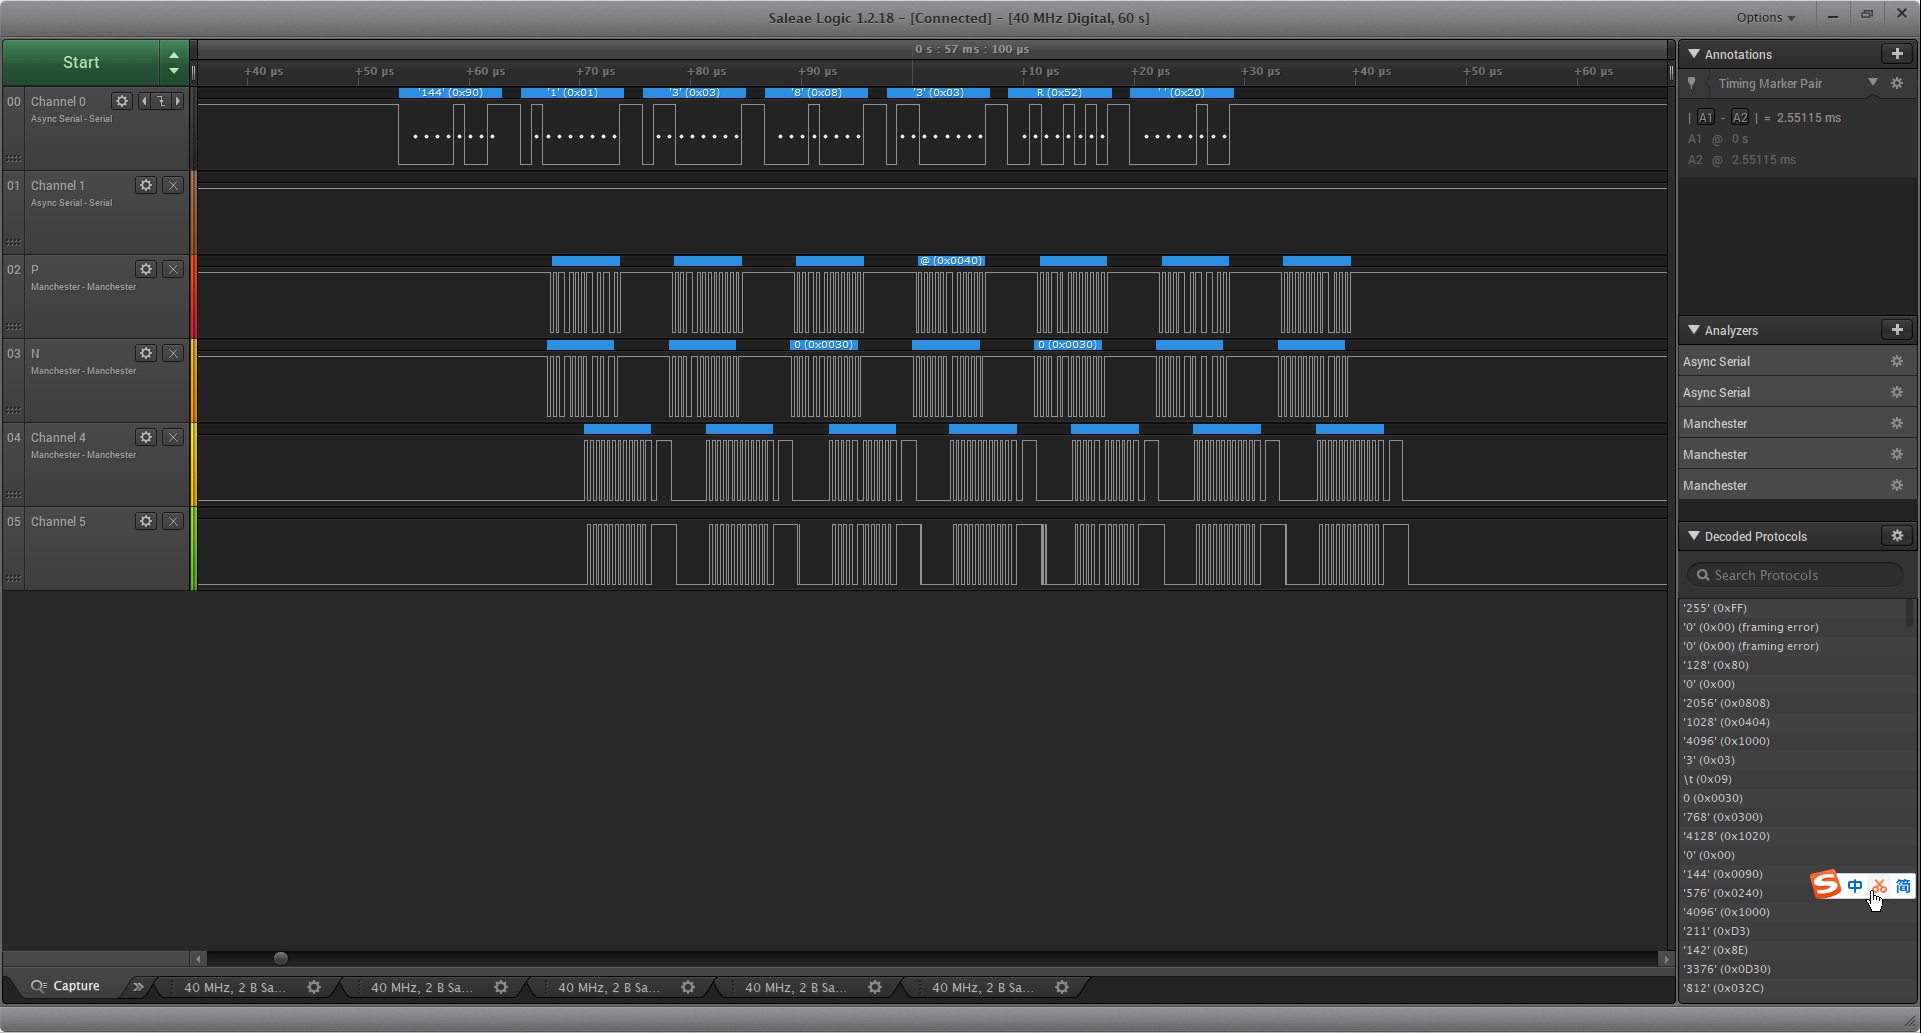 Saleae Logic 1.2.18 - [Connected] - [40 MHz Digital, 60 s]
Options
Start
0 s : 57 ms : 100 µs
+40 µs +50 µs +60 µs +70 µs +80 µs +90 µs +10 µs +20 µs +30 µs +40 µs +50 µs +60 µs
00 Channel 0
Async Serial - Serial
'144' (0x90) '1' (0x01) '3' (0x03) '8' (0x08) '3' (0x03) R (0x52) ' ' (0x20)
01 Channel 1
Async Serial - Serial
02 P
Manchester - Manchester
@ (0x0040)
03 N
Manchester - Manchester
0 (0x0030) 0 (0x0030)
04 Channel 4
Manchester - Manchester
05 Channel 5
Capture
40 MHz, 2 B Sa... 40 MHz, 2 B Sa... 40 MHz, 2 B Sa... 40 MHz, 2 B Sa... 40 MHz, 2 B Sa...
Annotations
Timing Marker Pair
| A1 - A2 | = 2.55115 ms
A1 @ 0 s
A2 @ 2.55115 ms
Analyzers
Async Serial
Async Serial
Manchester
Manchester
Manchester
Decoded Protocols
Search Protocols
'255' (0xFF)
'0' (0x00) (framing error)
'0' (0x00) (framing error)
'128' (0x80)
'0' (0x00)
'2056' (0x0808)
'1028' (0x0404)
'4096' (0x1000)
'3' (0x03)
\t (0x09)
0 (0x0030)
'768' (0x0300)
'4128' (0x1020)
'0' (0x00)
'144' (0x0090)
'576' (0x0240)
'4096' (0x1000)
'211' (0xD3)
'142' (0x8E)
'3376' (0x0D30)
'812' (0x032C)
S 中 简